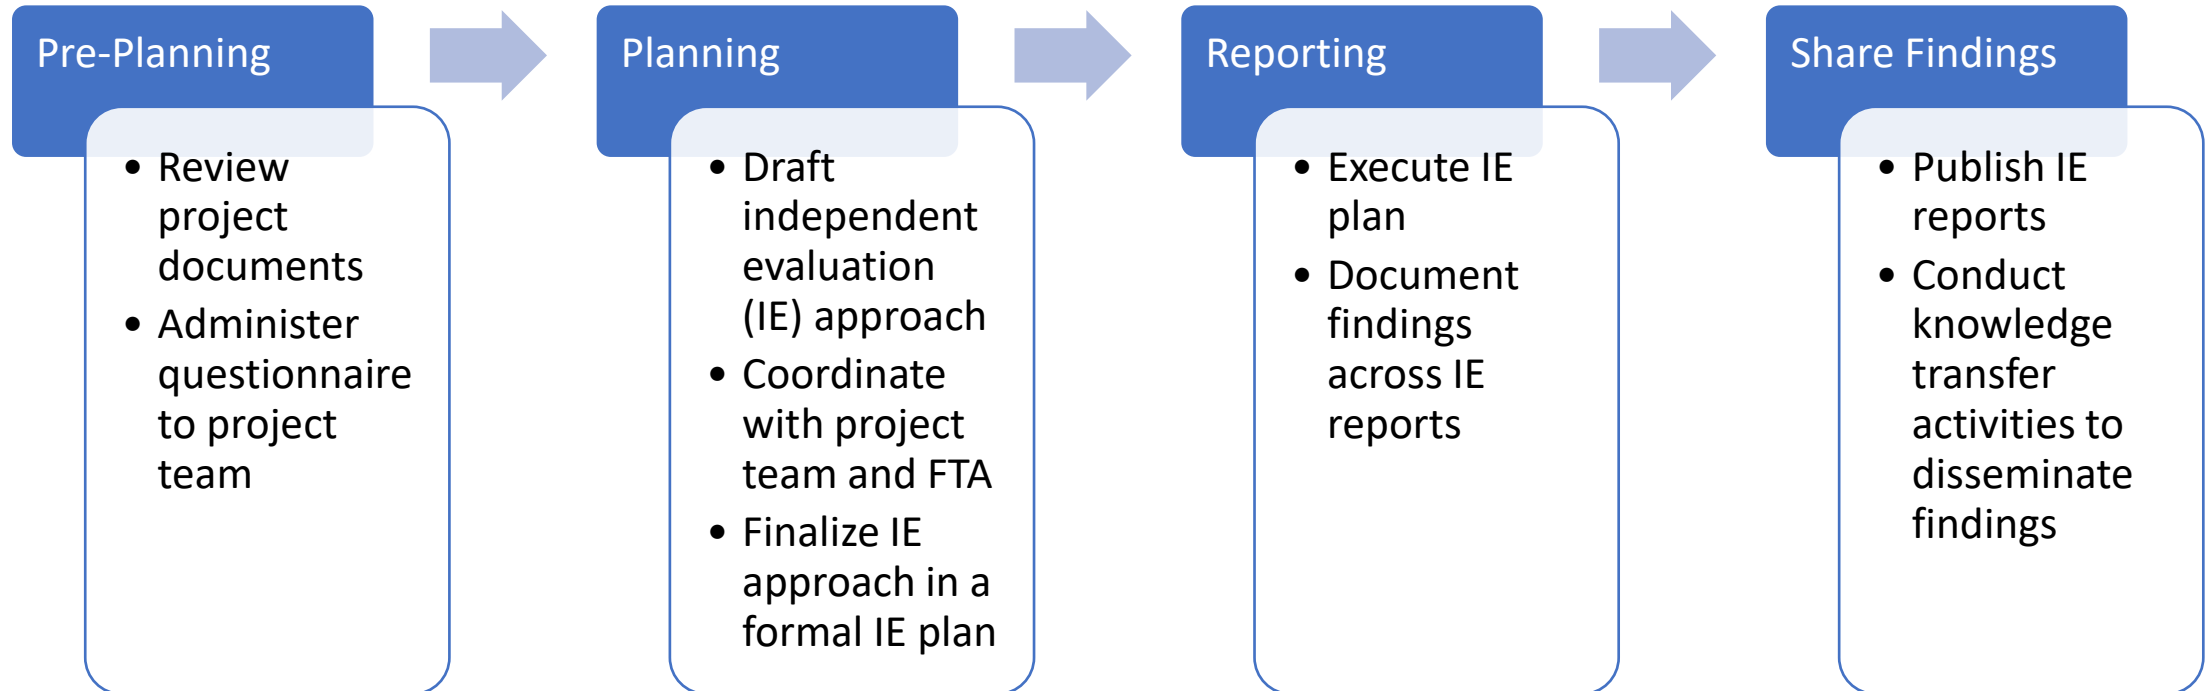 Pre-Planning
• Review
project
documents
• Administer
questionnaire
to project
team
Planning
• Draft
independent
evaluation
(IE) approach
• Coordinate
with project
team and FTA
• Finalize IE
approach in a
formal IE plan
Reporting
• Execute IE
plan
• Document
findings
across IE
reports
Share Findings
• Publish IE
reports
• Conduct
knowledge
transfer
activities to
disseminate
findings